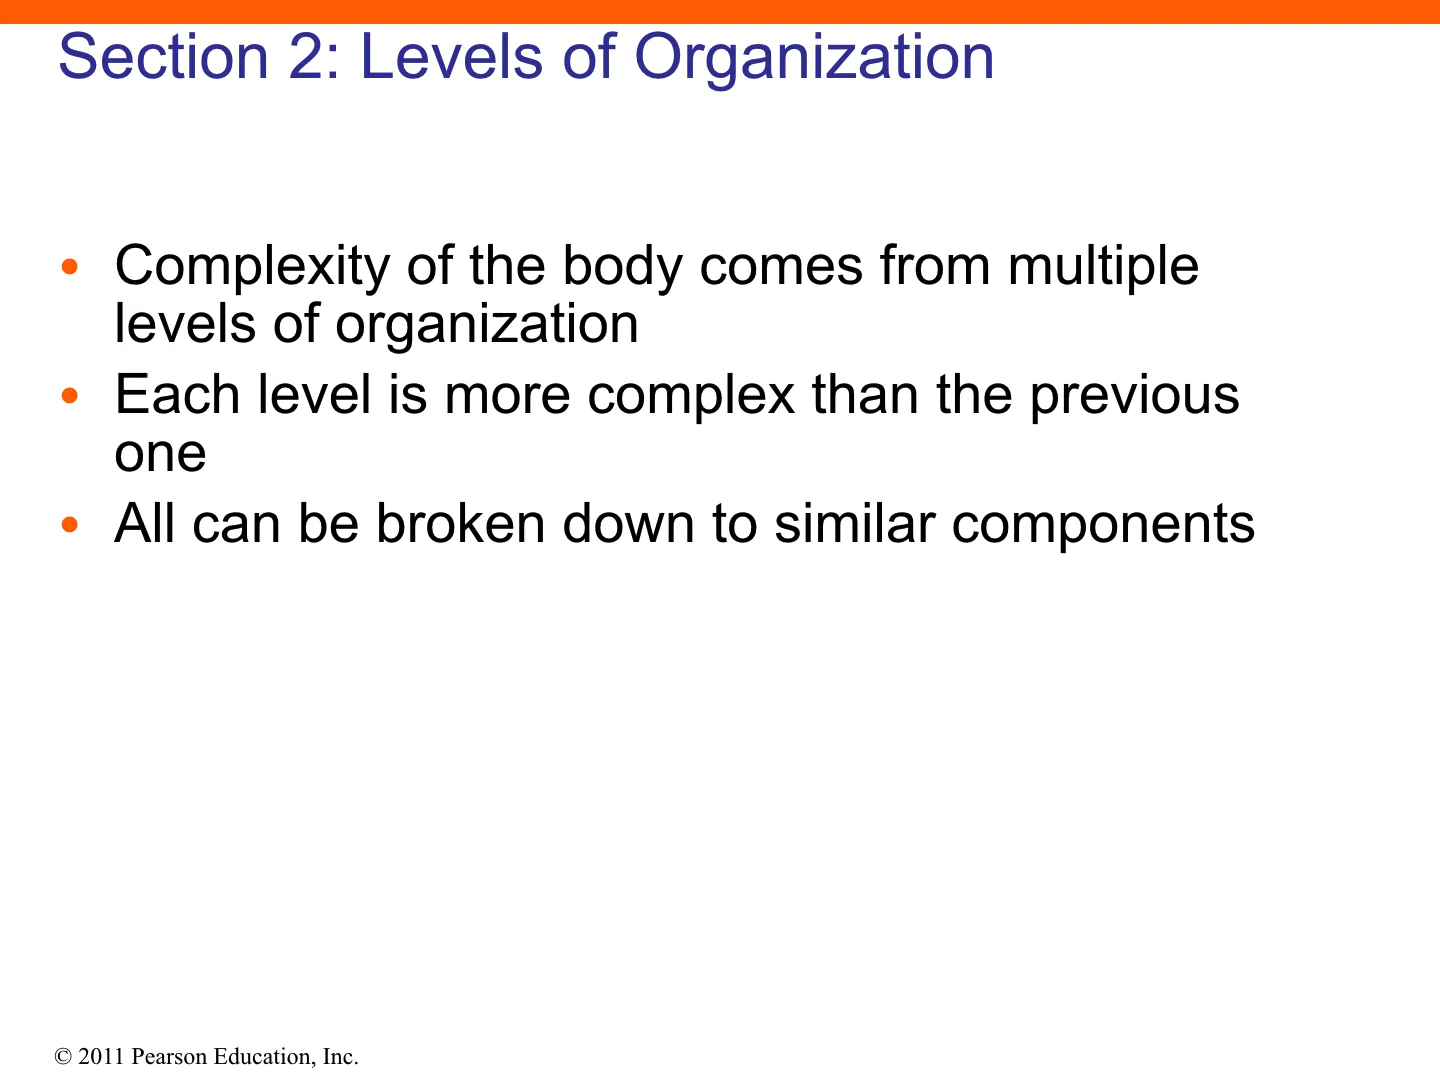 Section 2: Levels of Organization
• Complexity of the body comes from multiple
levels of organization
• Each level is more complex than the previous
one
• All can be broken down to similar components
© 2011 Pearson Education, Inc.